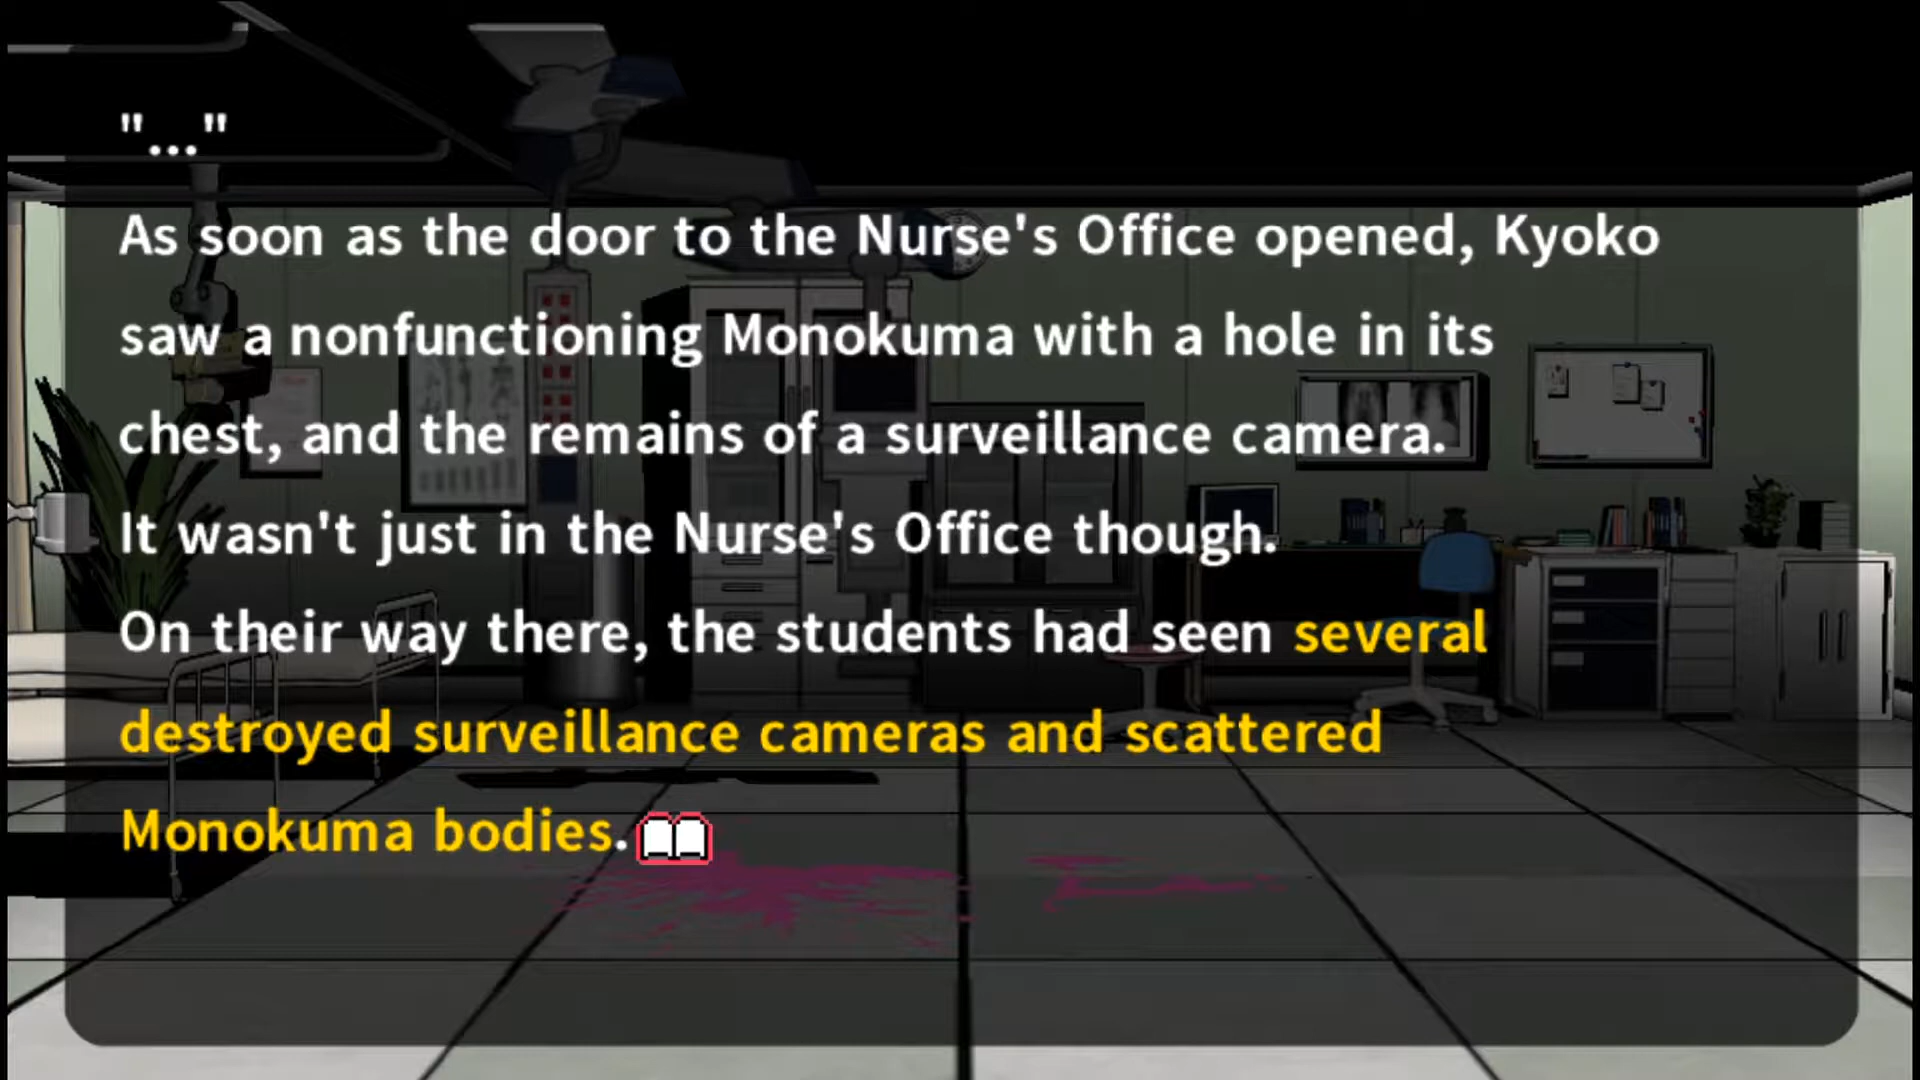 "..."
As soon as the door to the Nurse's Office opened, Kyoko
saw a nonfunctioning Monokuma with a hole in its
chest, and the remains of a surveillance camera.
It wasn't just in the Nurse's Office though.
On their way there, the students had seen several
destroyed surveillance cameras and scattered
Monokuma bodies.